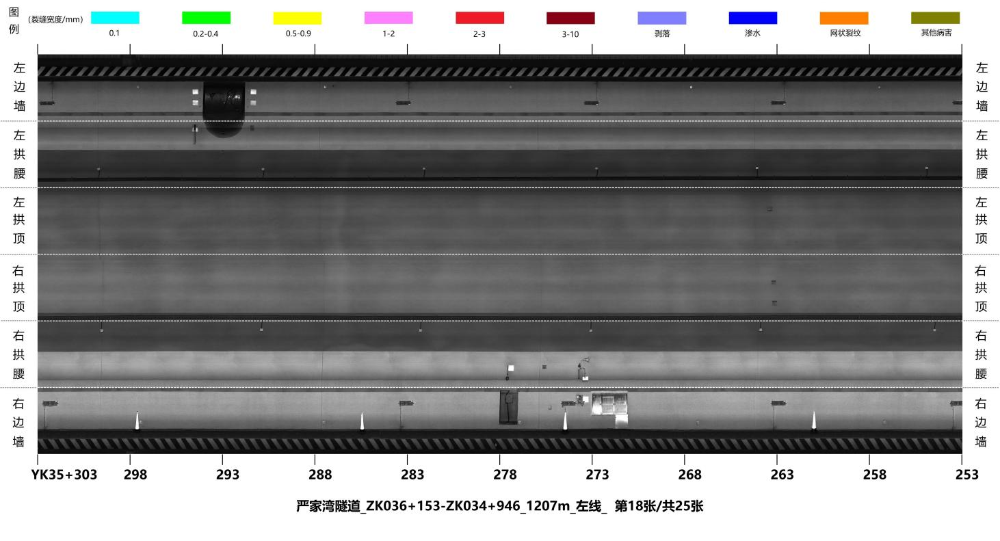 图例
(裂缝宽度/mm)
0.1
0.2-0.4
0.5-0.9
1-2
2-3
3-10
剥落
渗水
网状裂纹
其他病害
左边墙
左边墙
左拱腰
左拱腰
左拱顶
左拱顶
右拱顶
右拱顶
右拱腰
右拱腰
右边墙
右边墙
YK35+303 298 293 288 283 278 273 268 263 258 253
严家湾隧道_ZK036+153-ZK034+946_1207m_左线_ 第18张/共25张